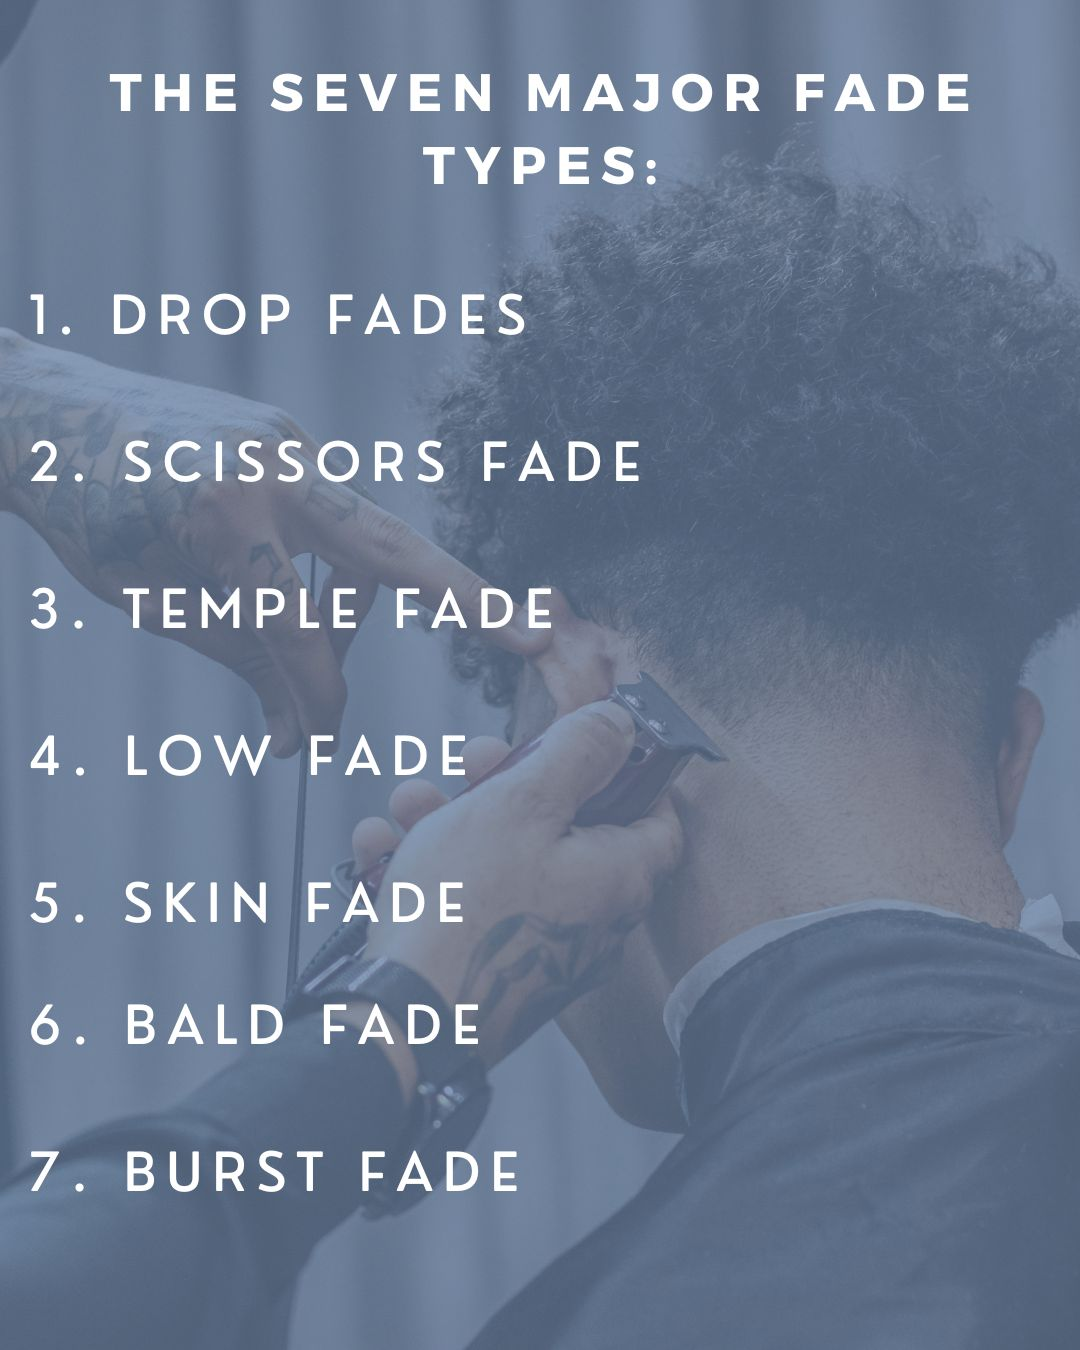 THE SEVEN MAJOR FADE
TYPES:
1. DROP FADES
2. SCISSORS FADE
3. TEMPLE FADE
4. LOW FADE
5. SKIN FADE
6. BALD FADE
7. BURST FADE